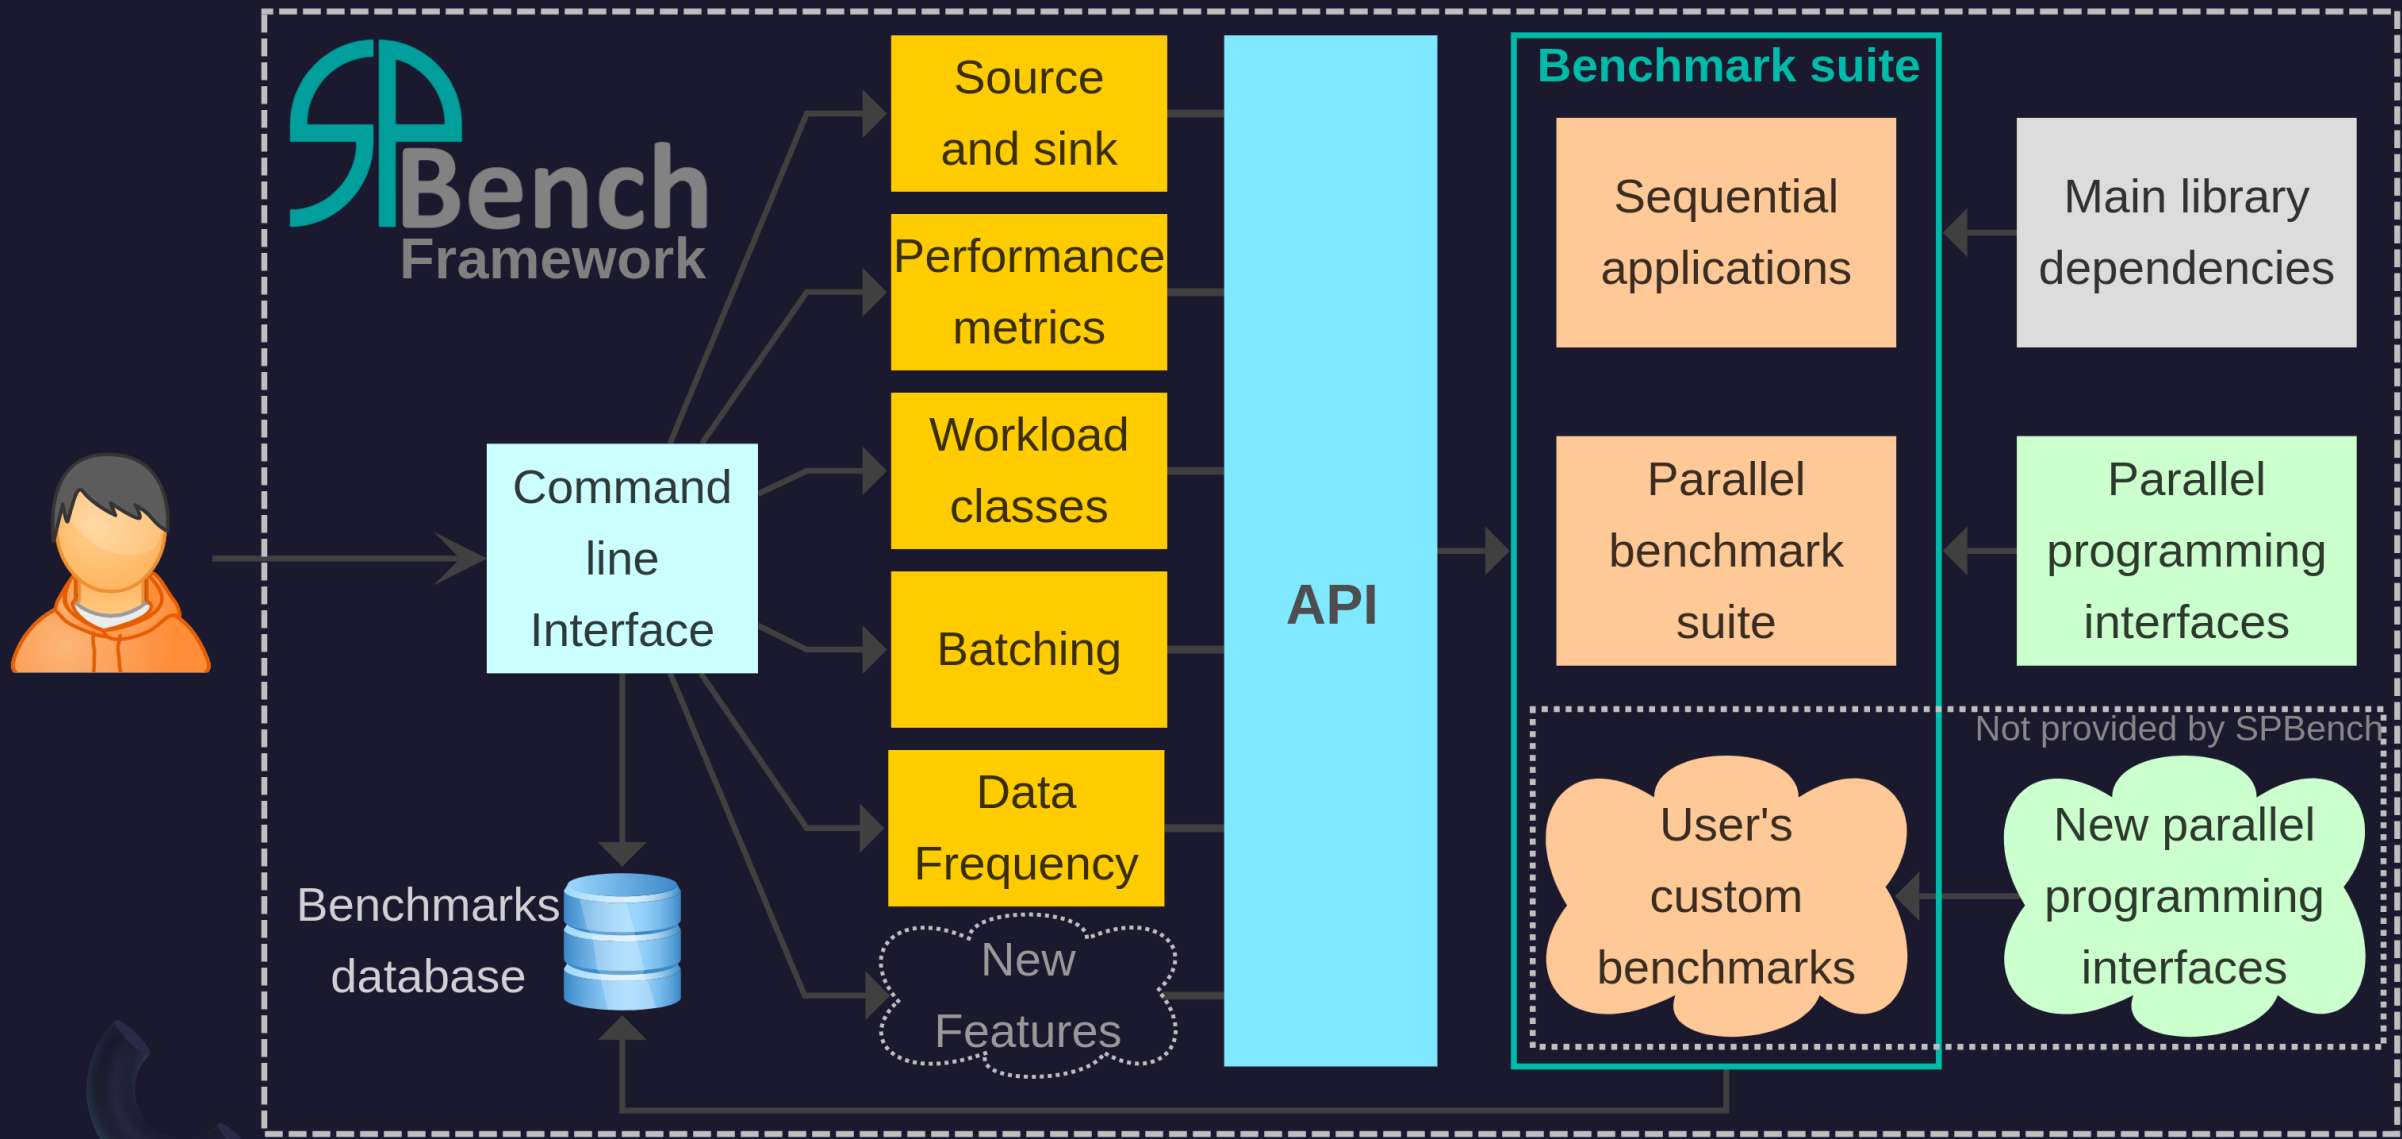 SP
Bench
Framework
Command
line
Interface
Benchmarks
database
Source
and sink
Performance
metrics
Workload
classes
Batching
Data
Frequency
New
Features
API
Benchmark suite
Sequential
applications
Parallel
benchmark
suite
User's
custom
benchmarks
Main library
dependencies
Parallel
programming
interfaces
Not provided by SPBench
New parallel
programming
interfaces